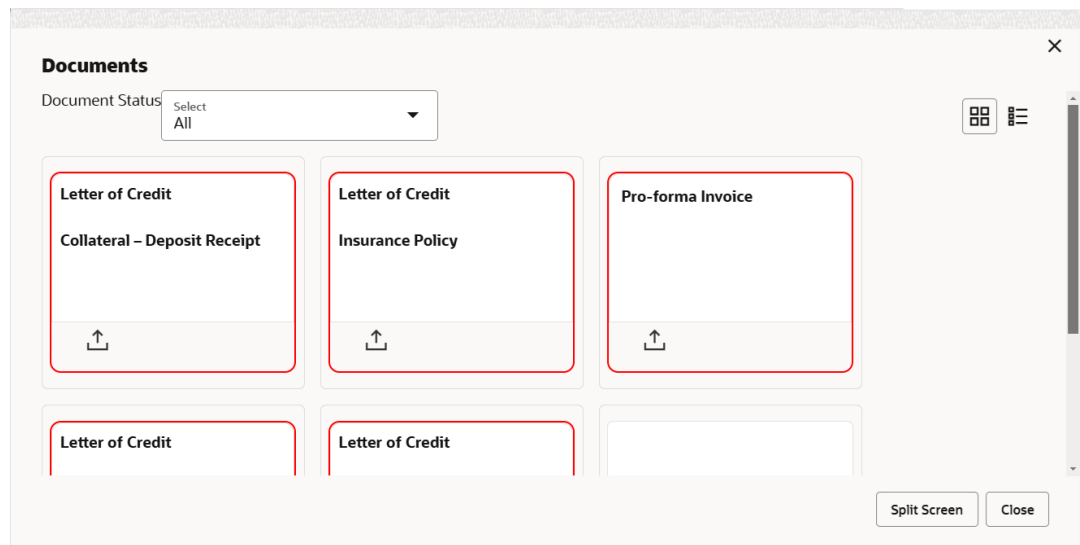 Documents
Document Status
Select
All
Letter of Credit
Collateral – Deposit Receipt
Letter of Credit
Insurance Policy
Pro-forma Invoice
Letter of Credit
Letter of Credit
Split Screen
Close